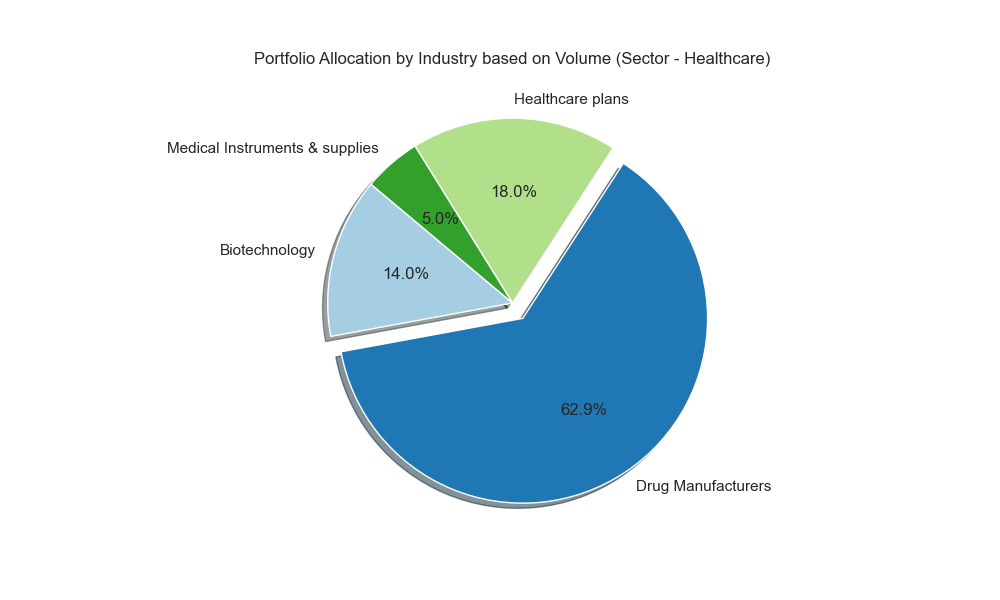 Portfolio Allocation by Industry based on Volume (Sector - Healthcare)
Healthcare plans
Medical Instruments & supplies
18.0%
5.0%
Biotechnology
14.0%
62.9%
Drug Manufacturers